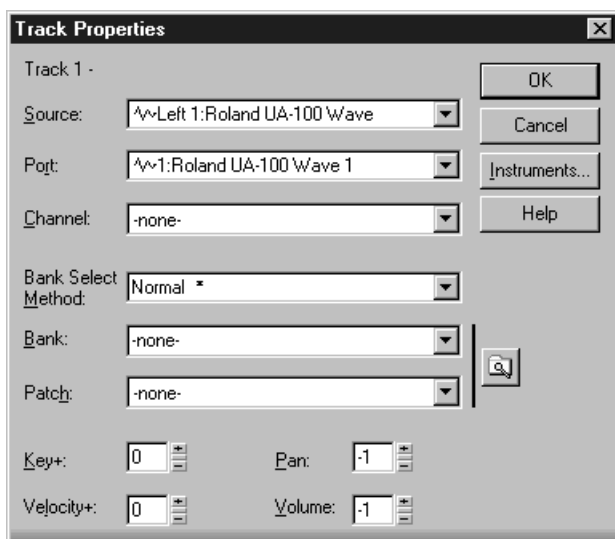 Track Properties
Track 1 -
OK
Source: Left 1:Roland UA-100 Wave
Cancel
Port: 1:Roland UA-100 Wave 1
Instruments...
Channel: -none-
Help
Bank Select
Method: Normal *
Bank: -none-
Patch: -none-
Key+: 0 Pan: -1
Velocity+: 0 Volume: -1